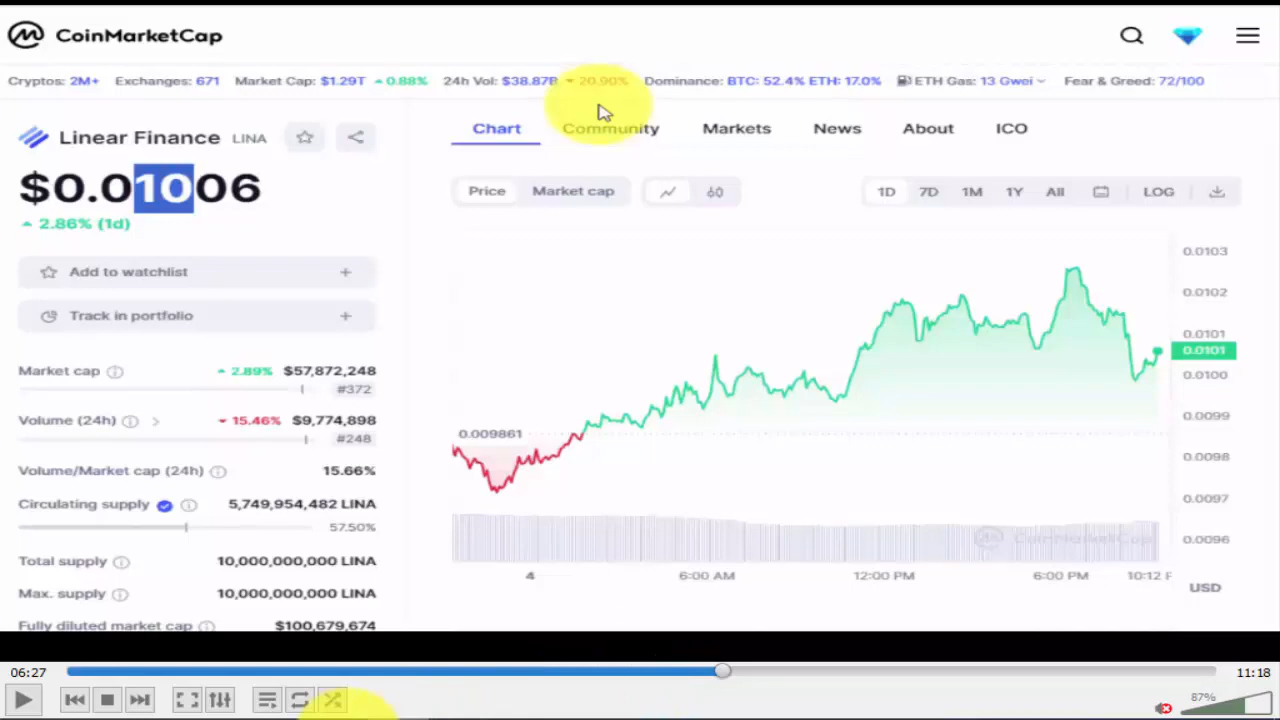 CoinMarketCap
Cryptos: 2M+ Exchanges: 671 Market Cap: $1.29T 0.88% 24h Vol: $38.87B 20.90% Dominance: BTC: 52.4% ETH: 17.0% ETH Gas: 13 Gwei Fear & Greed: 72/100
Linear Finance LINA
$0.01006
2.86% (1d)
Add to watchlist +
Track in portfolio +
Market cap 2.89% $57,872,248
#372
Volume (24h) 15.46% $9,774,898
#248
Volume/Market cap (24h) 15.66%
Circulating supply 5,749,954,482 LINA
57.50%
Total supply 10,000,000,000 LINA
Max. supply 10,000,000,000 LINA
Fully diluted market cap $100,679,674
Chart Community Markets News About ICO
Price Market cap 1D 7D 1M 1Y All LOG
0.0103
0.0102
0.0101
0.0101
0.0100
0.0099
0.009861
0.0098
0.0097
CoinMarketCap
0.0096
4 6:00 AM 12:00 PM 6:00 PM 10:12 P
USD
06:27 11:18
87%